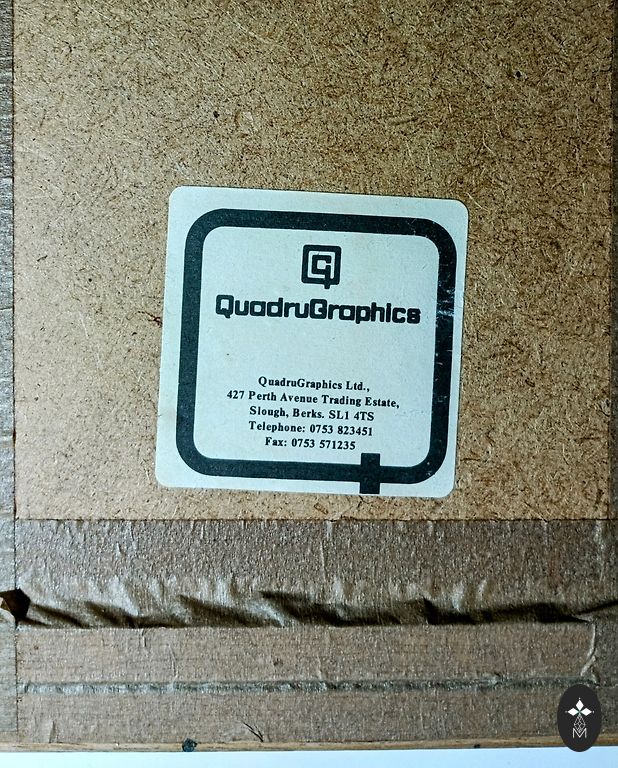 QuadruGraphics
QuadruGraphics Ltd.,
427 Perth Avenue Trading Estate,
Slough, Berks. SL1 4TS
Telephone: 0753 823451
Fax: 0753 571235
M